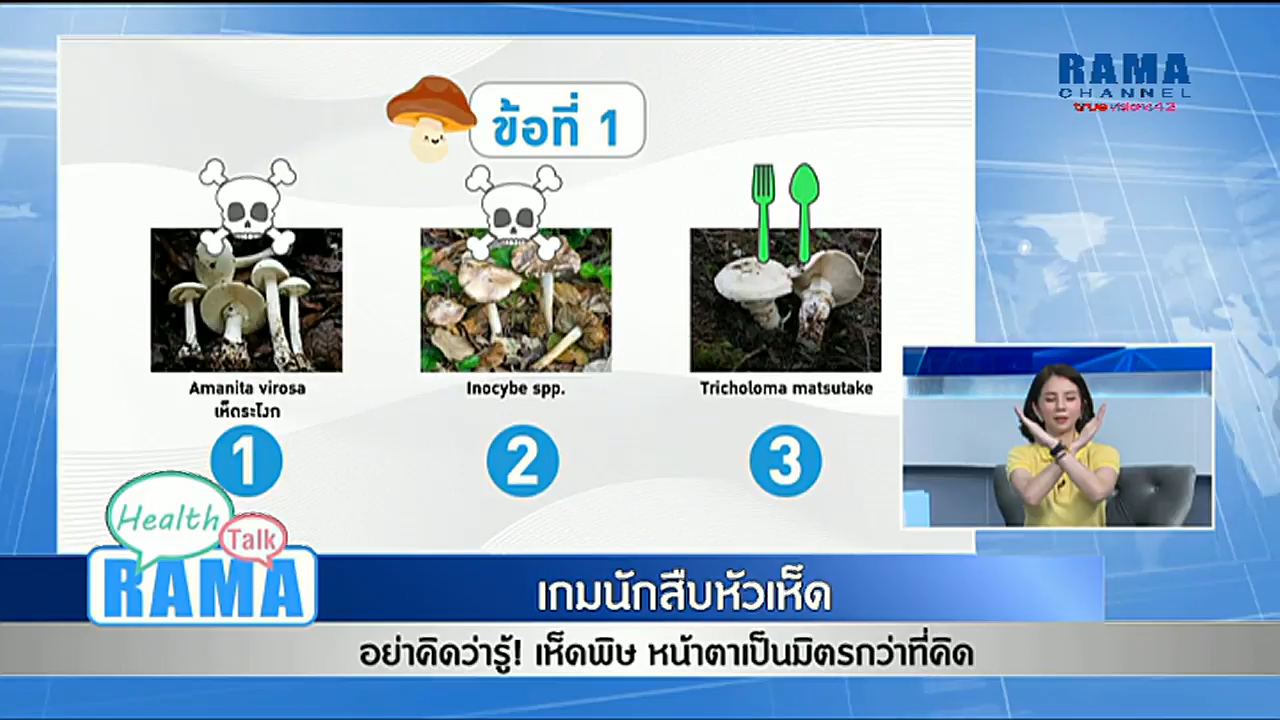 RAMA
CHANNEL
true visions 42
ข้อที่ 1
Amanita virosa
เห็ดระโงก
Inocybe spp.
Tricholoma matsutake
1
2
3
Health
Talk
RAMA
เกมนักสืบหัวเห็ด
อย่าคิดว่ารู้! เห็ดพิษ หน้าตาเป็นมิตรกว่าที่คิด